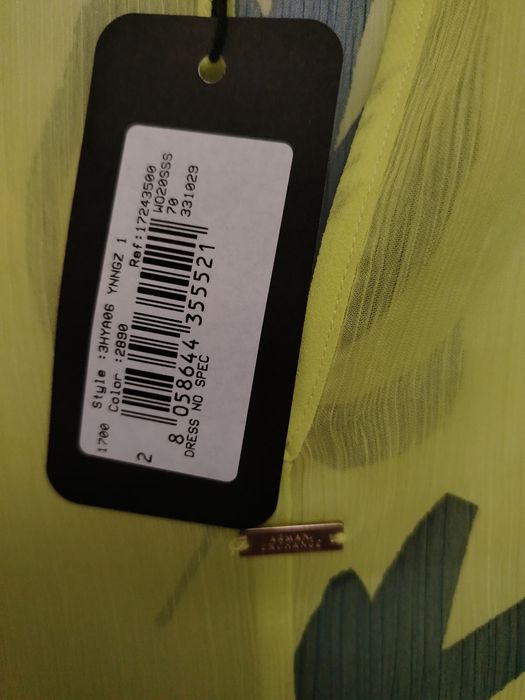 1700 Style :3HYA06 YNNGZ 1
Color :2890
Ref:17243500
W020SSS
70
331029
2
8 058644 355521
DRESS NO SPEC
ARMANI
EXCHANGE